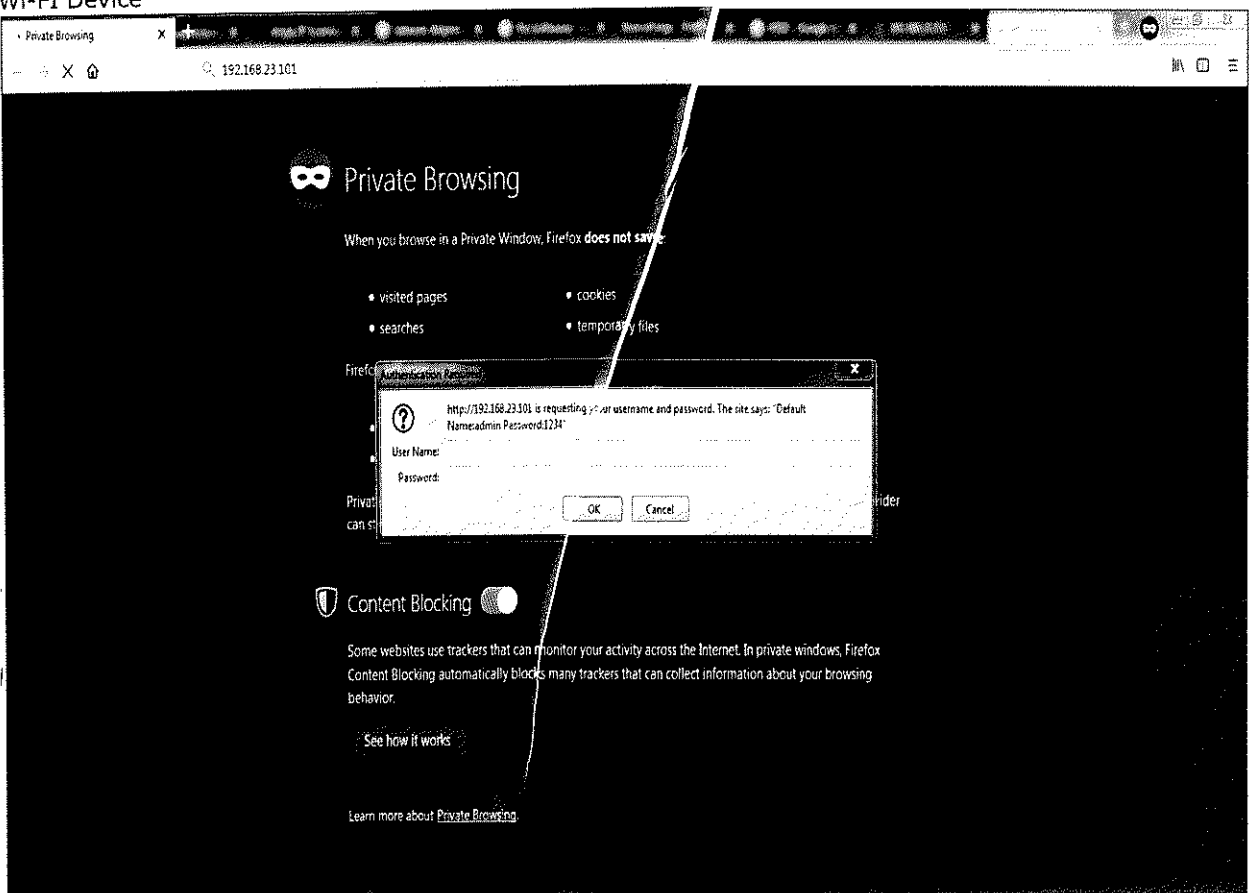 Wi-Fi Device
Private Browsing X
192.168.23.101
Private Browsing
When you browse in a Private Window, Firefox does not save:
• visited pages
• cookies
• searches
• temporary files
Authentication Required
X
http://192.168.23.101 is requesting your username and password. The site says: "Default
Name:admin Password:1234"
User Name:
Password:
OK Cancel
Content Blocking
Some websites use trackers that can monitor your activity across the Internet. In private windows, Firefox
Content Blocking automatically blocks many trackers that can collect information about your browsing
behavior.
See how it works
Learn more about Private Browsing.